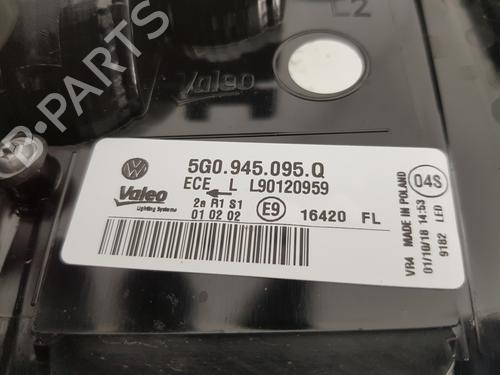 L2
Valeo
B-PARTS
5G0.945.095.Q
ECE L L90120959
Valeo
Lighting Systems
2a R1 S1
01 02 02
E9
16420 FL
VR4 MADE IN POLAND
01/10/18 14:53
9182 LED
04S